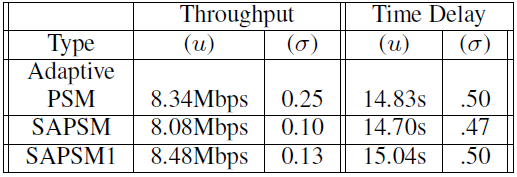 Throughput Time Delay
Type (u) (σ) (u) (σ)
Adaptive
PSM 8.34Mbps 0.25 14.83s .50
SAPSM 8.08Mbps 0.10 14.70s .47
SAPSM1 8.48Mbps 0.13 15.04s .50